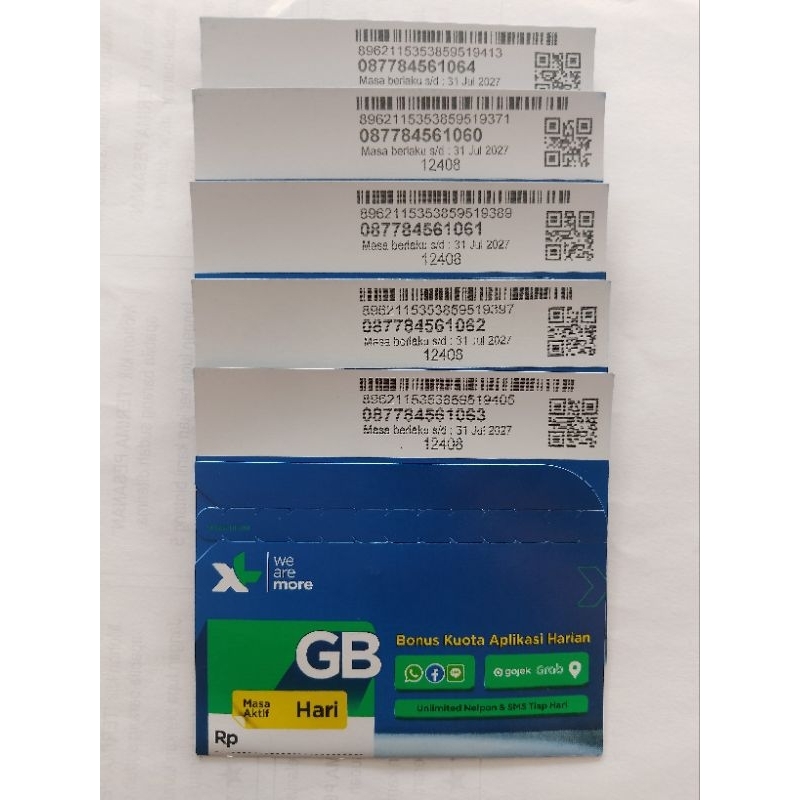 8962115353859519413
087784561064
Masa berlaku s/d : 31 Jul 2027
8962115353859519371
087784561060
Masa berlaku s/d : 31 Jul 2027
12408
8962115353859519389
087784561061
Masa berlaku s/d : 31 Jul 2027
12408
8962115353859519397
087784561062
Masa berlaku s/d : 31 Jul 2027
12408
8962115353859519405
087784561063
Masa berlaku s/d : 31 Jul 2027
12408
XL
we
are
more
GB
Masa
Aktif
Hari
Rp
Bonus Kuota Aplikasi Harian
LINE
gojek Grab
Unlimited Nelpon & SMS Tiap Hari